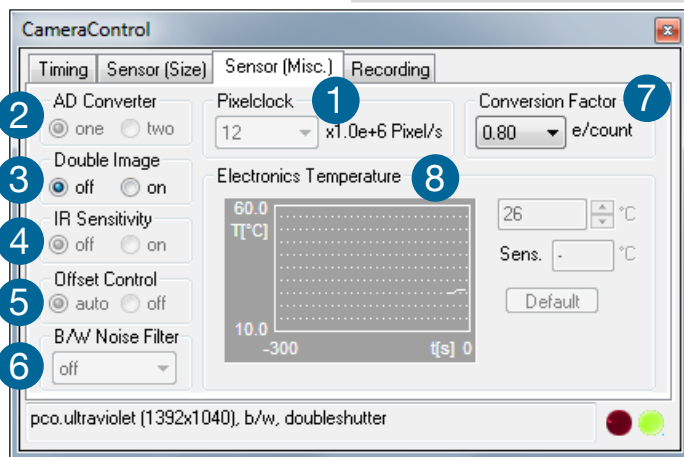 CameraControl
Timing Sensor (Size) Sensor (Misc.) Recording
1
2
AD Converter
one two
Pixelclock
12 x1.0e+6 Pixel/s
7
Conversion Factor
0.80 e/count
3
Double Image
off on
4
IR Sensitivity
off on
5
Offset Control
auto off
6
B/W Noise Filter
off
8
Electronics Temperature
60.0
T[°C]
10.0
-300 t[s] 0
26 °C
Sens. - °C
Default
pco.ultraviolet (1392x1040), b/w, doubleshutter